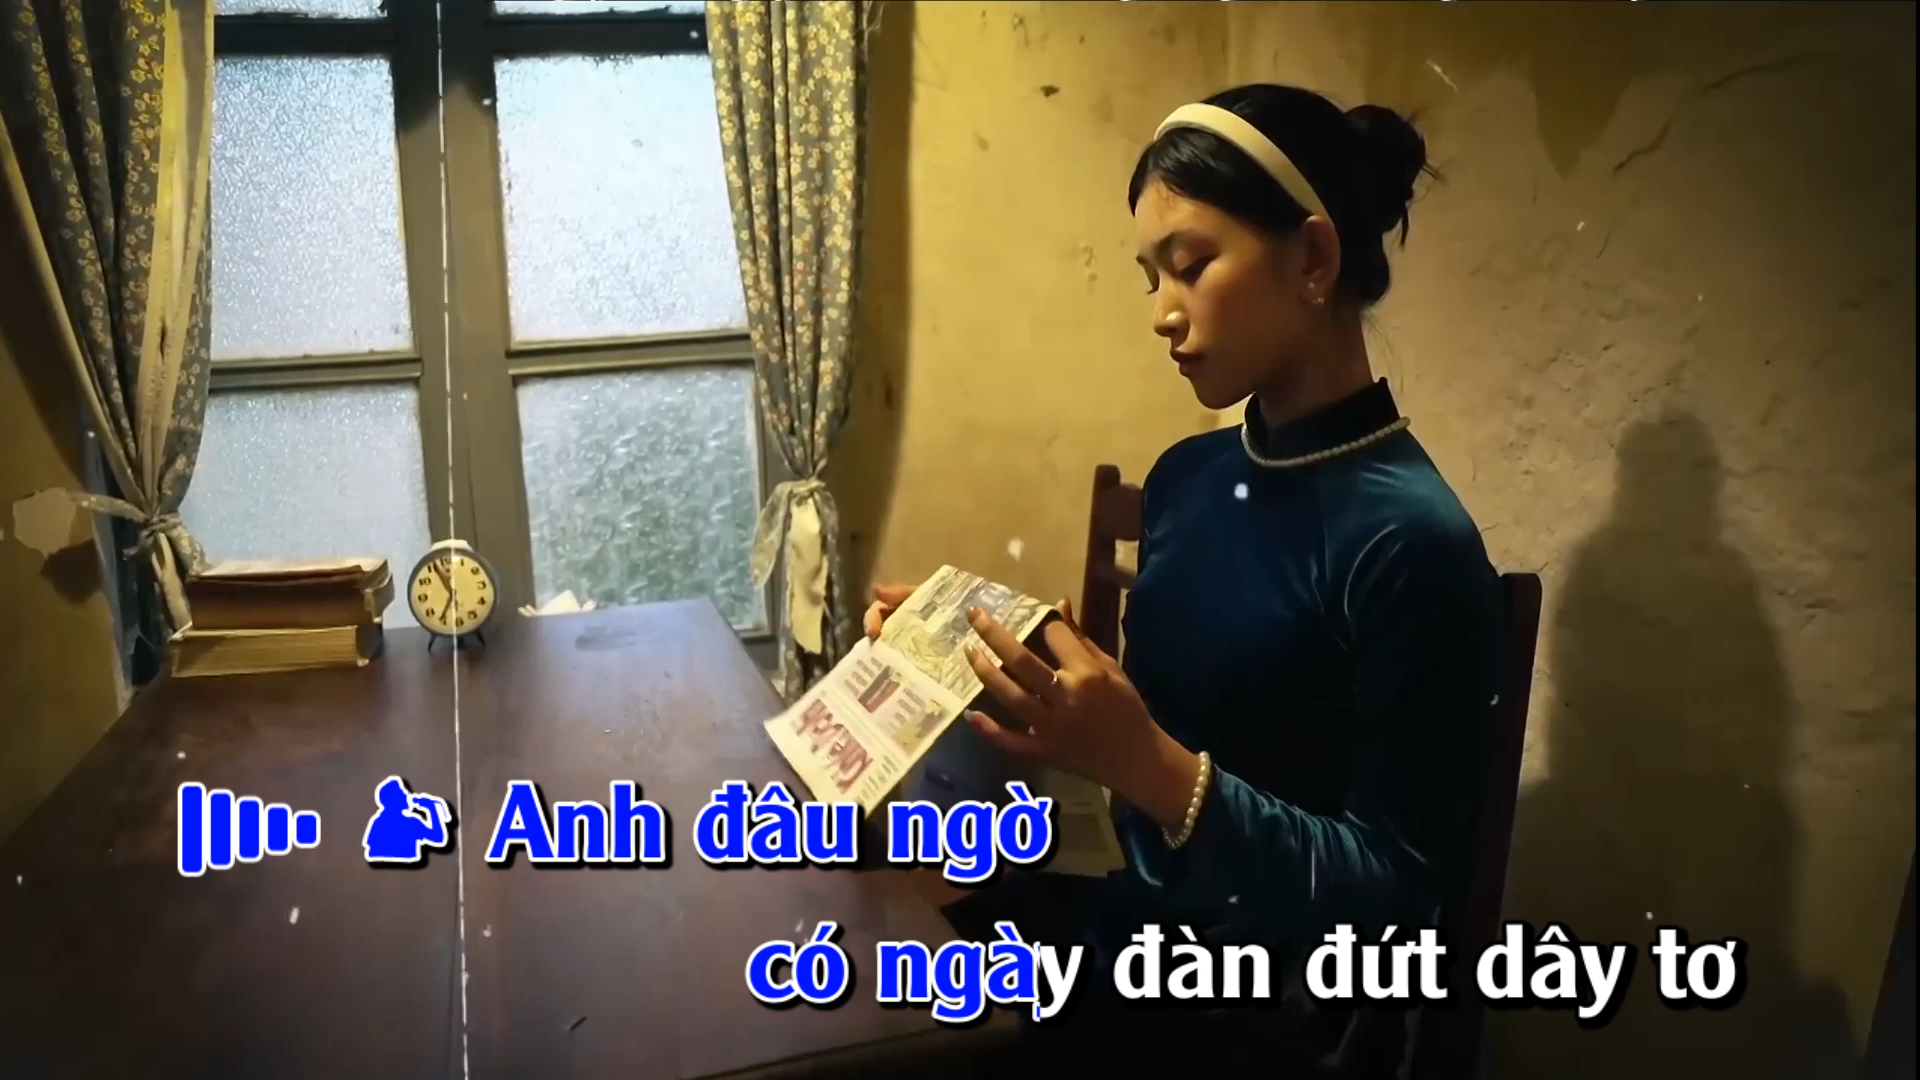 Anh đâu ngờ
có ngày đàn đứt dây tơ